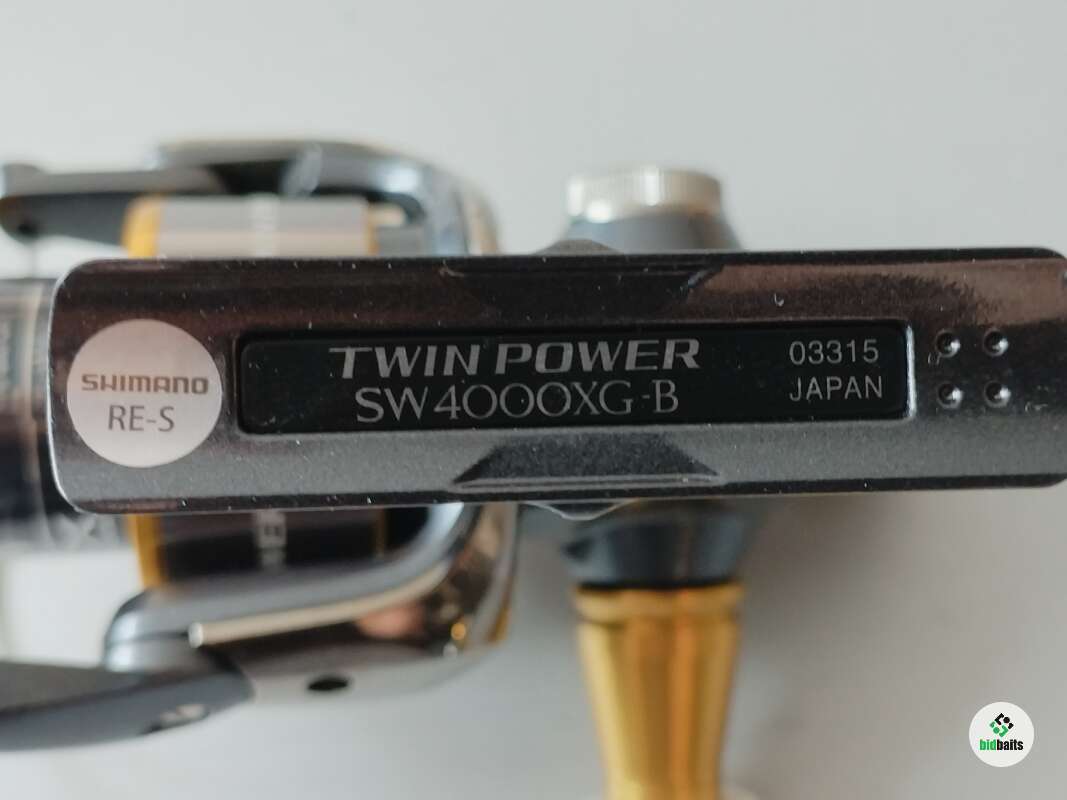 SHIMANO
RE-S
TWIN POWER
SW4000XG-B
03315
JAPAN
bidbaits